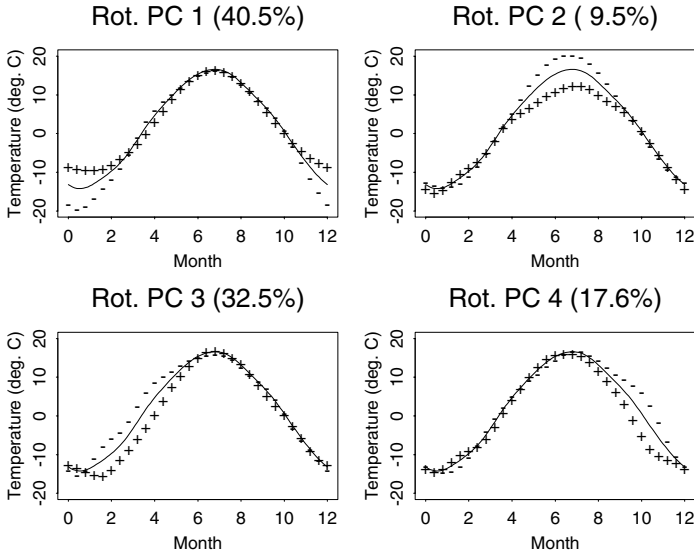 Rot. PC 1 (40.5%)
Temperature (deg. C)
20
10
0
-10
-20
0 2 4 6 8 10 12
Month
Rot. PC 2 ( 9.5%)
Temperature (deg. C)
20
10
0
-10
-20
0 2 4 6 8 10 12
Month
Rot. PC 3 (32.5%)
Temperature (deg. C)
20
10
0
-10
-20
0 2 4 6 8 10 12
Month
Rot. PC 4 (17.6%)
Temperature (deg. C)
20
10
0
-10
-20
0 2 4 6 8 10 12
Month